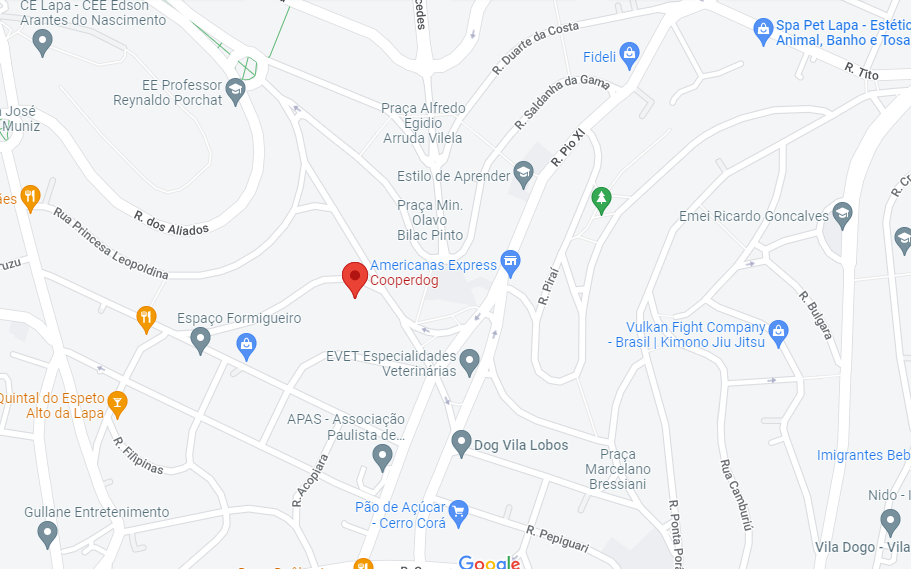 CE Lapa - CEE Edson
Arantes do Nascimento
cedes
R. Duarte da Costa
Fideli
Spa Pet Lapa - Estétic
Animal, Banho e Tosa
R. Tito
EE Professor
Reynaldo Porchat
José
Muniz
Praça Alfredo
Egidio
Arruda Vilela
R. Saldanha da Gama
R. Pio XI
Estilo de Aprender
Praça Min.
Olavo
Bilac Pinto
Emei Ricardo Goncalves
R. Cr
R. dos Aliados
Rua Princesa Leopoldina
ruzu
Americanas Express
Cooperdog
R. Piraí
R. Bulgara
Espaço Formigueiro
Vulkan Fight Company
- Brasil | Kimono Jiu Jitsu
EVET Especialidades
Veterinárias
Quintal do Espeto
Alto da Lapa
APAS - Associação
Paulista de...
R. Filipinas
Dog Vila Lobos
R. Acopiara
Praça
Marcelano
Bressiani
Imigrantes Beb
Rua Camburiú
R. Ponta Porã
Nido - I
Pão de Açúcar
- Cerro Corá
Gullane Entretenimento
R. Pepiguari
Vila Dogo - Vila
Google